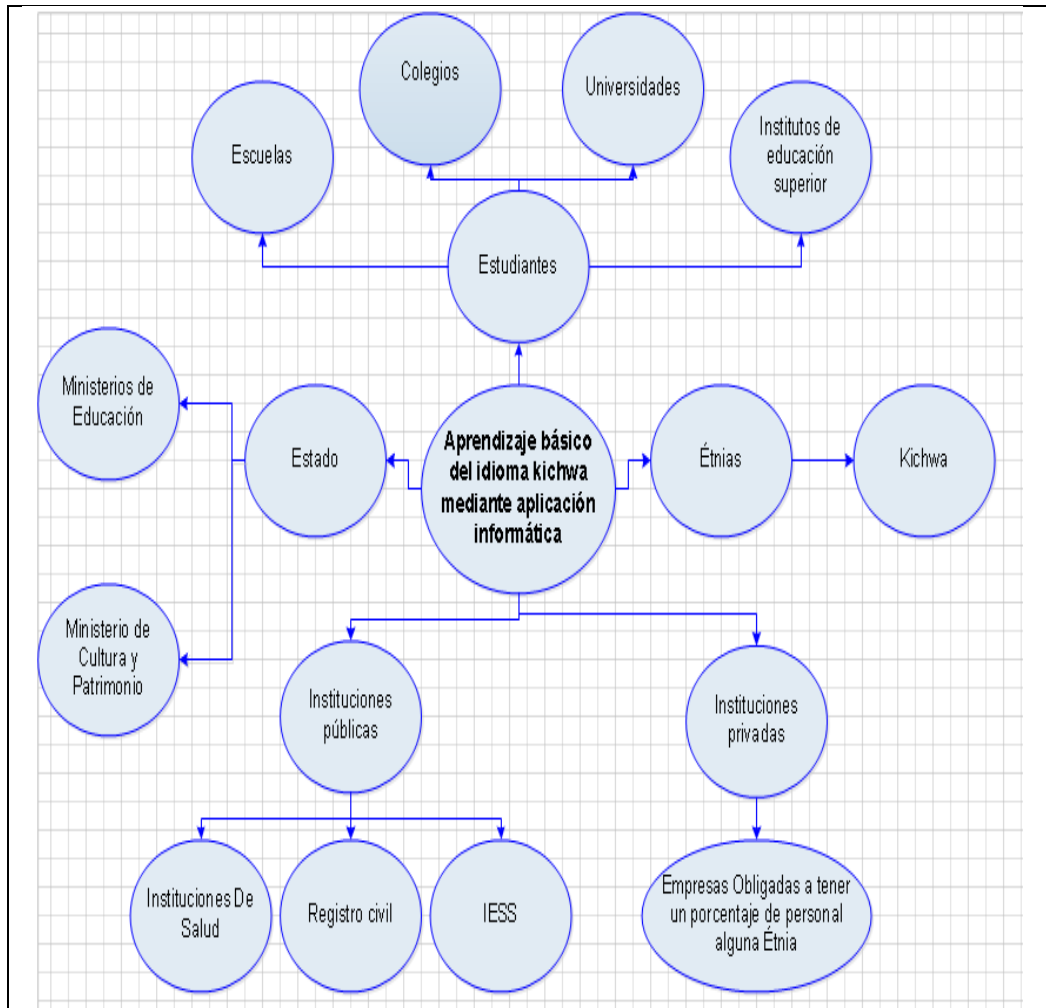 Colegios
Universidades
Escuelas
Institutos de
educación
superior
Estudiantes
Ministerios de
Educación
Estado
Aprendizaje básico
del idioma kichwa
mediante aplicación
informática
Étnias
Kichwa
Ministerio de
Cultura y
Patrimonio
Instituciones
públicas
Instituciones
privadas
Instituciones De
Salud
Registro civil
IESS
Empresas Obligadas a tener
un porcentaje de personal
alguna Étnia